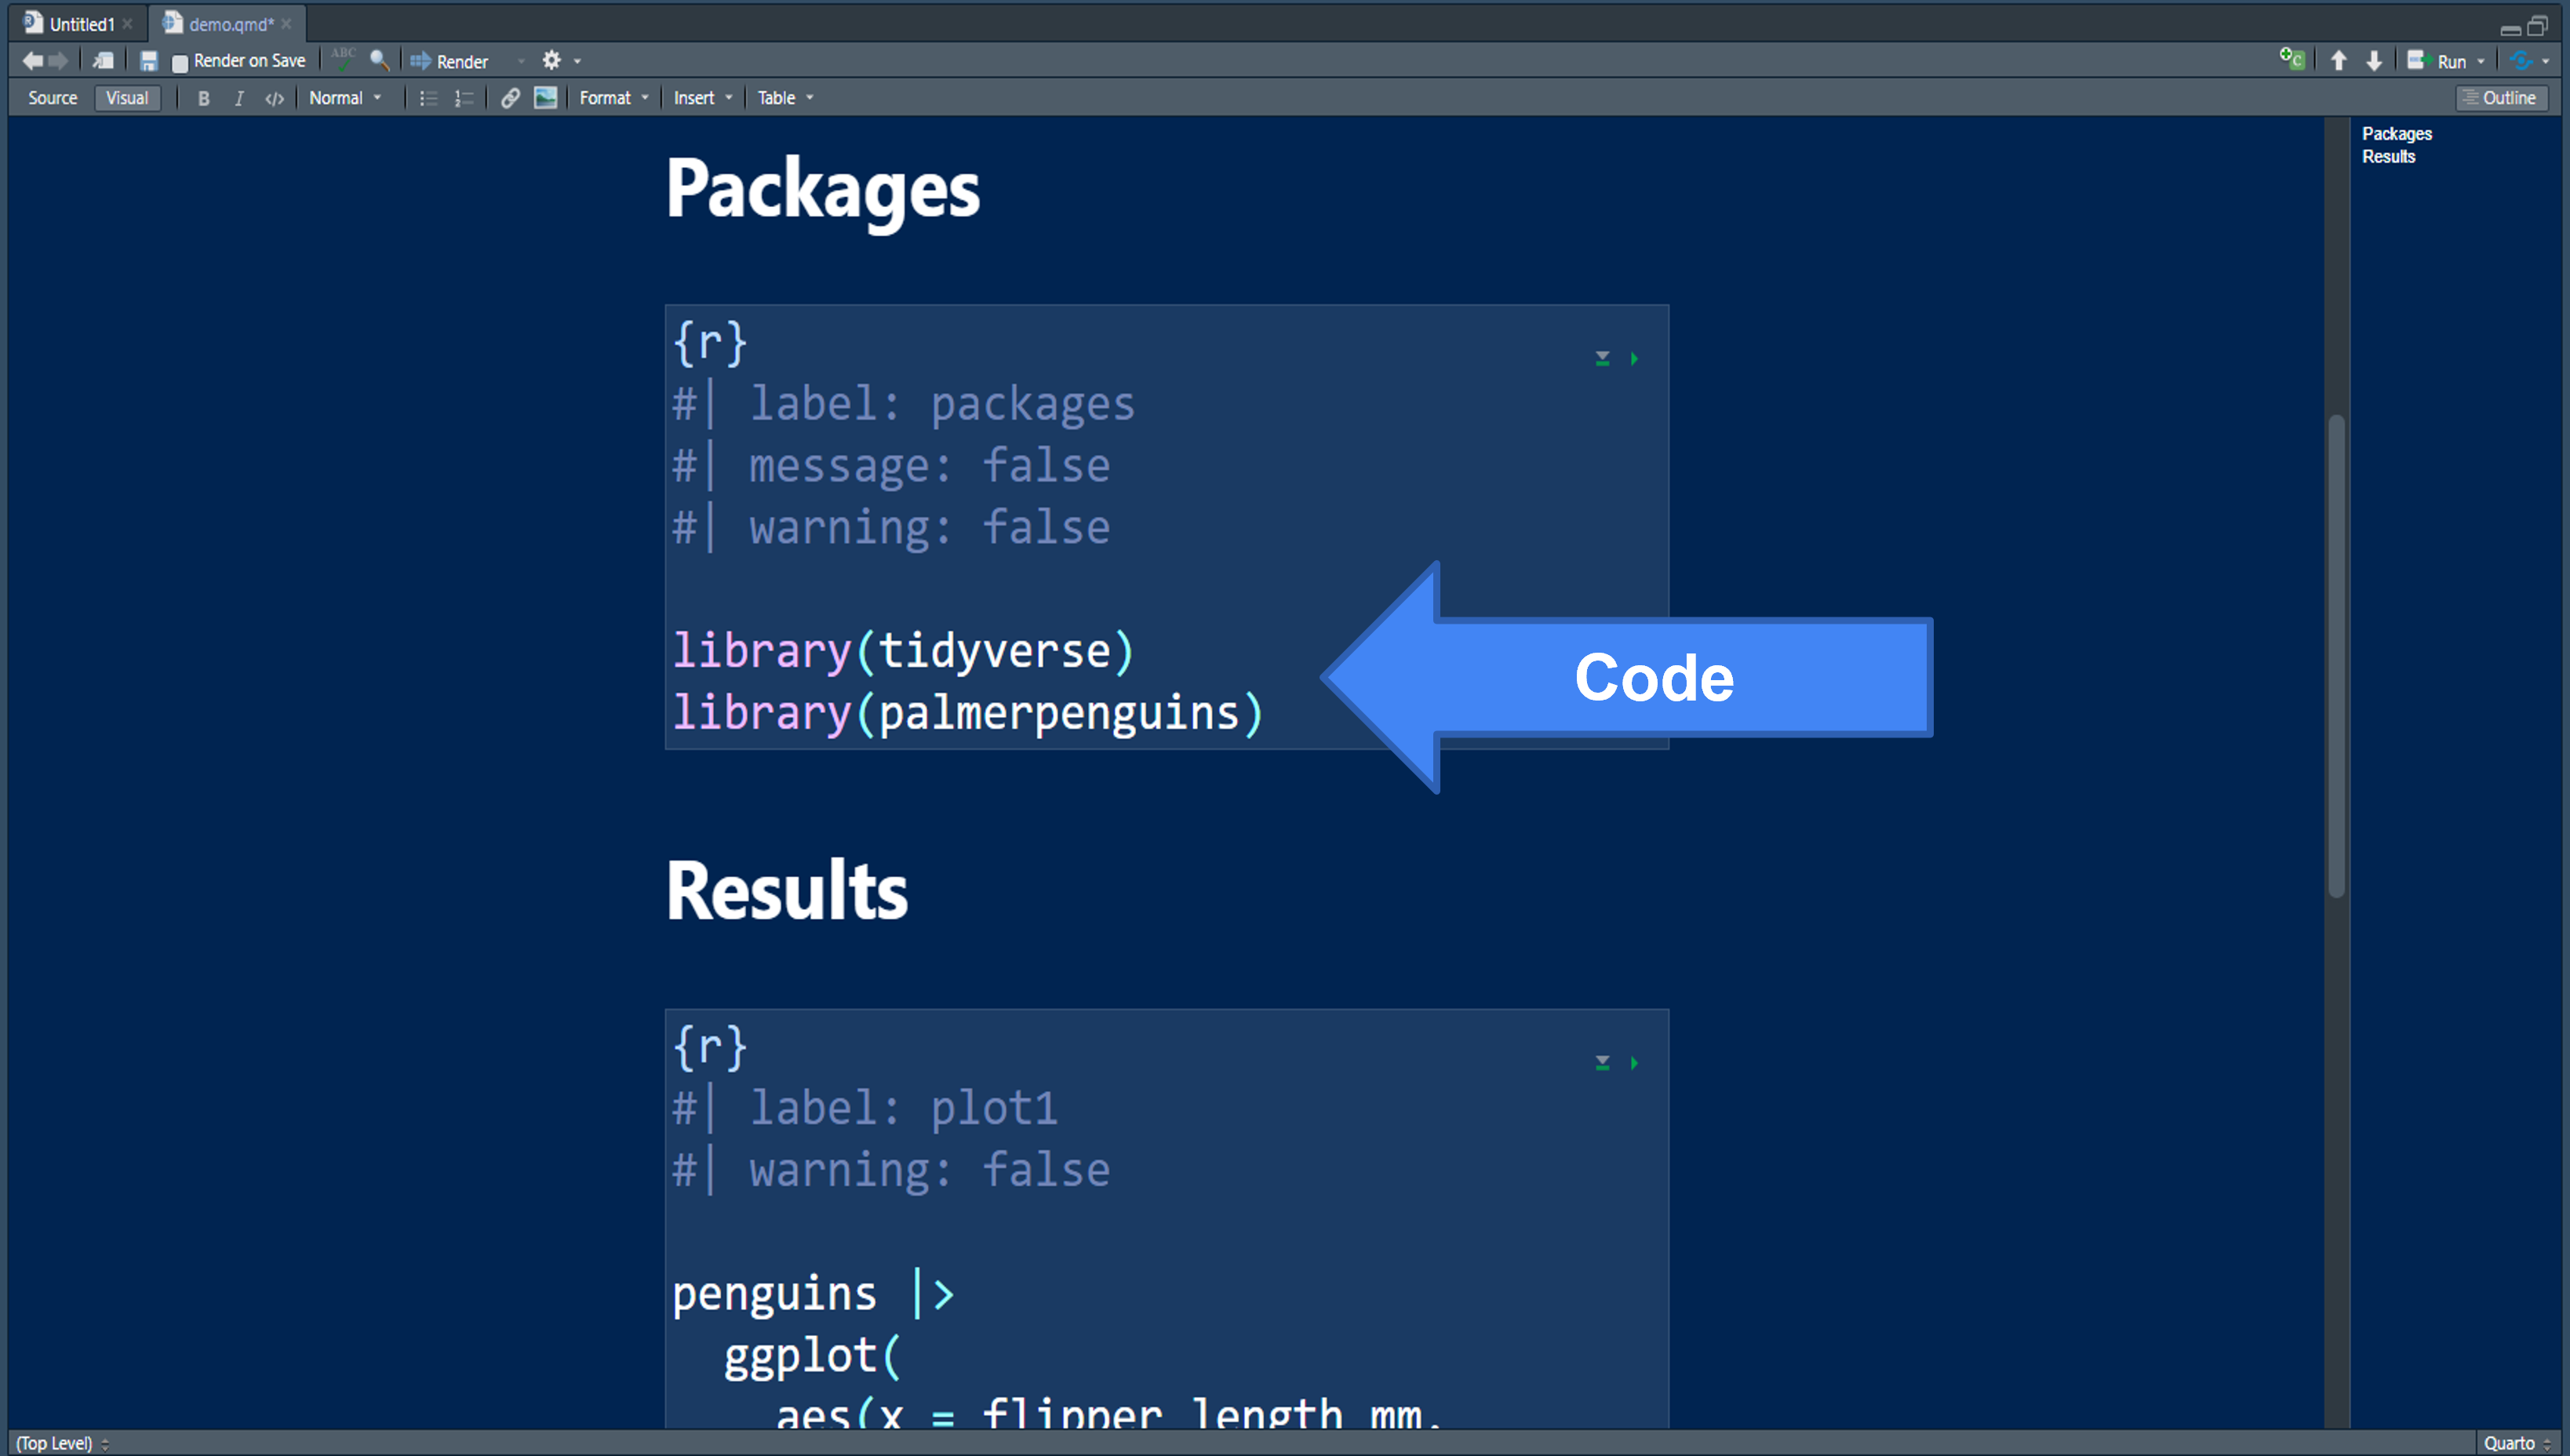 Untitled1
demo.qmd*
Render on Save
ABC
Render
Run
Source
Visual
B
I
</>
Normal
Format
Insert
Table
Outline
Packages
Results
Packages
{r}
#| label: packages
#| message: false
#| warning: false
library(tidyverse)
library(palmerpenguins)
Code
Results
{r}
#| label: plot1
#| warning: false
penguins |>
ggplot(
aes(x = flipper_length_mm,
(Top Level)
Quarto